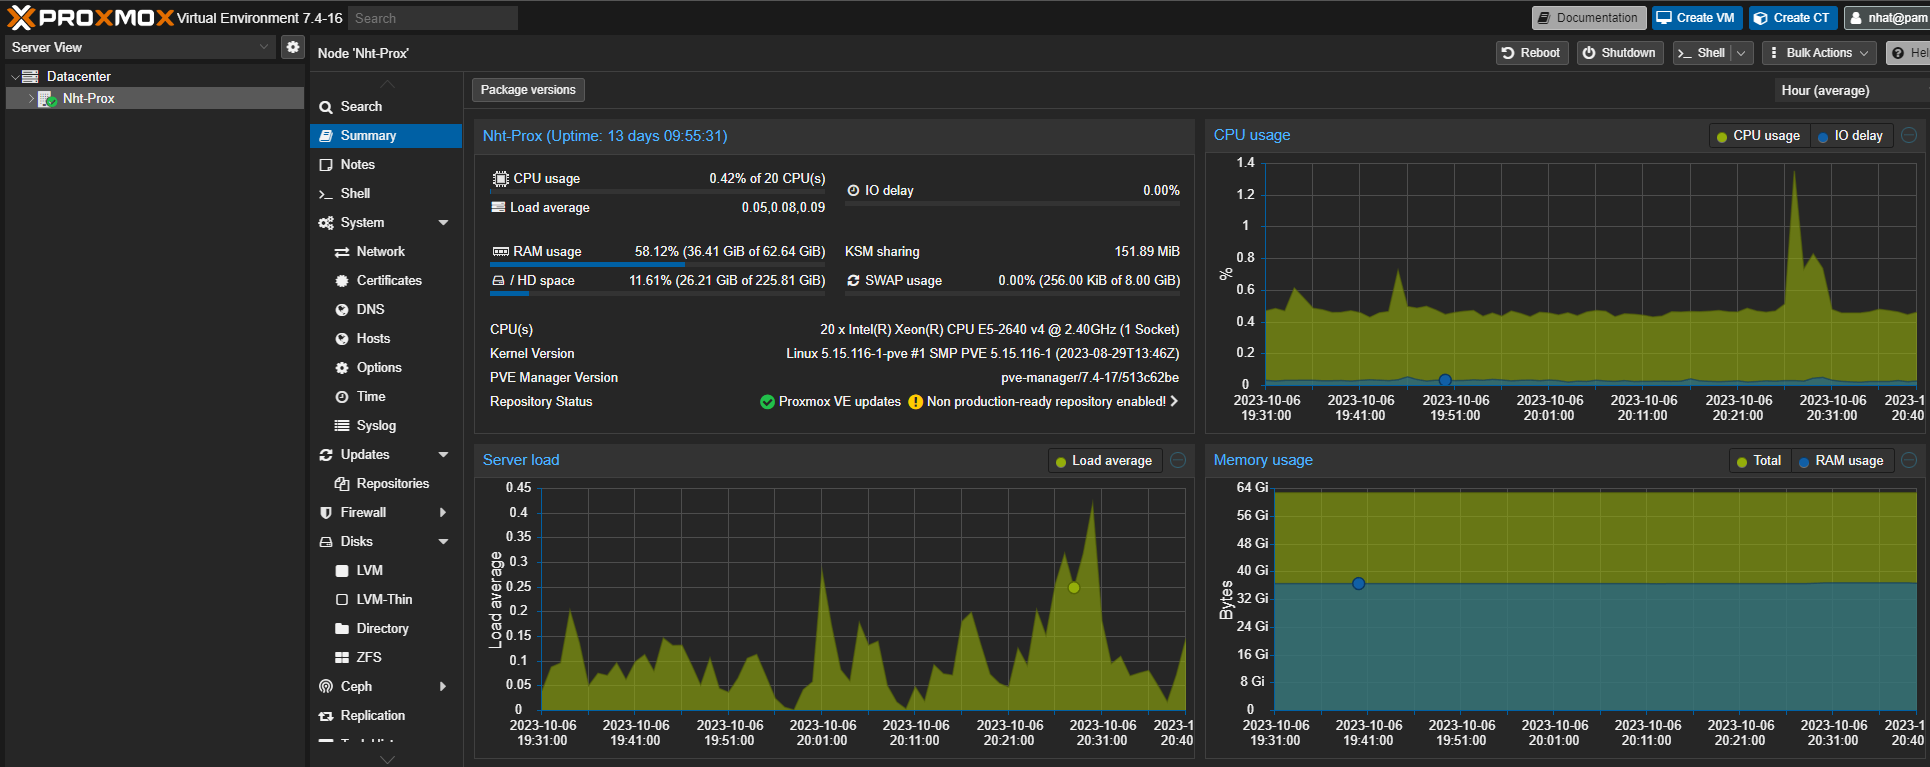 PROXMOX Virtual Environment 7.4-16 Search Documentation Create VM Create CT nhat@pam
Server View
Node 'Nht-Prox' Reboot Shutdown Shell Bulk Actions Hel
Datacenter
Nht-Prox
Search
Summary
Notes
Shell
System
Network
Certificates
DNS
Hosts
Options
Time
Syslog
Updates
Repositories
Firewall
Disks
LVM
LVM-Thin
Directory
ZFS
Ceph
Replication
Package versions Hour (average)
Nht-Prox (Uptime: 13 days 09:55:31)
CPU usage 0.42% of 20 CPU(s)
IO delay 0.00%
Load average 0.05,0.08,0.09
RAM usage 58.12% (36.41 GiB of 62.64 GiB) KSM sharing 151.89 MiB
/ HD space 11.61% (26.21 GiB of 225.81 GiB) SWAP usage 0.00% (256.00 KiB of 8.00 GiB)
CPU(s) 20 x Intel(R) Xeon(R) CPU E5-2640 v4 @ 2.40GHz (1 Socket)
Kernel Version Linux 5.15.116-1-pve #1 SMP PVE 5.15.116-1 (2023-08-29T13:46Z)
PVE Manager Version pve-manager/7.4-17/513c62be
Repository Status Proxmox VE updates Non production-ready repository enabled!
CPU usage CPU usage IO delay
1.4
1.2
1
0.8
%
0.6
0.4
0.2
0
2023-10-06 2023-10-06 2023-10-06 2023-10-06 2023-10-06 2023-10-06 2023-10-06 2023-1
19:31:00 19:41:00 19:51:00 20:01:00 20:11:00 20:21:00 20:31:00 20:40
Server load Load average
0.45
0.4
0.35
0.3
0.25
0.2
0.15
0.1
0.05
0
Load average
2023-10-06 2023-10-06 2023-10-06 2023-10-06 2023-10-06 2023-10-06 2023-10-06 2023-1
19:31:00 19:41:00 19:51:00 20:01:00 20:11:00 20:21:00 20:31:00 20:40
Memory usage Total RAM usage
64 Gi
56 Gi
48 Gi
40 Gi
32 Gi
24 Gi
16 Gi
8 Gi
0
Bytes
2023-10-06 2023-10-06 2023-10-06 2023-10-06 2023-10-06 2023-10-06 2023-10-06 2023-1
19:31:00 19:41:00 19:51:00 20:01:00 20:11:00 20:21:00 20:31:00 20:40